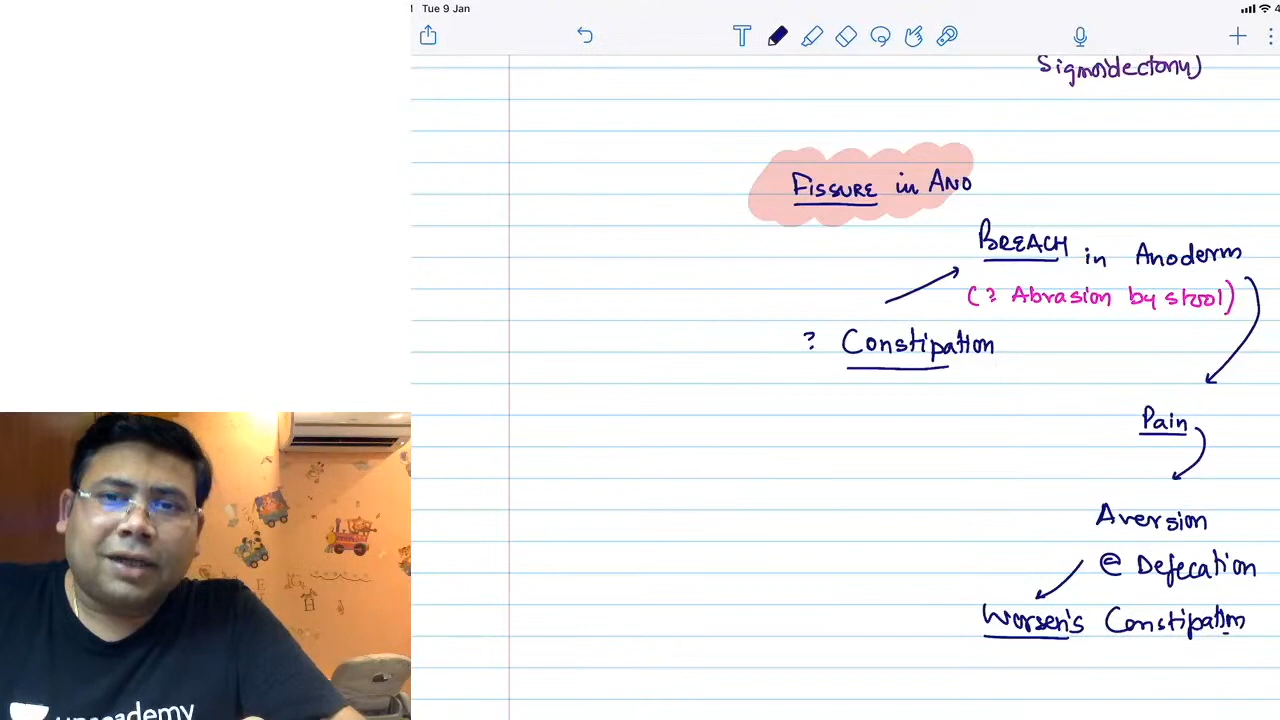 Tue 9 Jan
Sigmoidectomy)
FISSURE in ANO
BREACH in Anoderm
(? Abrasion by stool)
? Constipation
Pain
Aversion
@ Defecation
Worsen's Constipation
unacademy